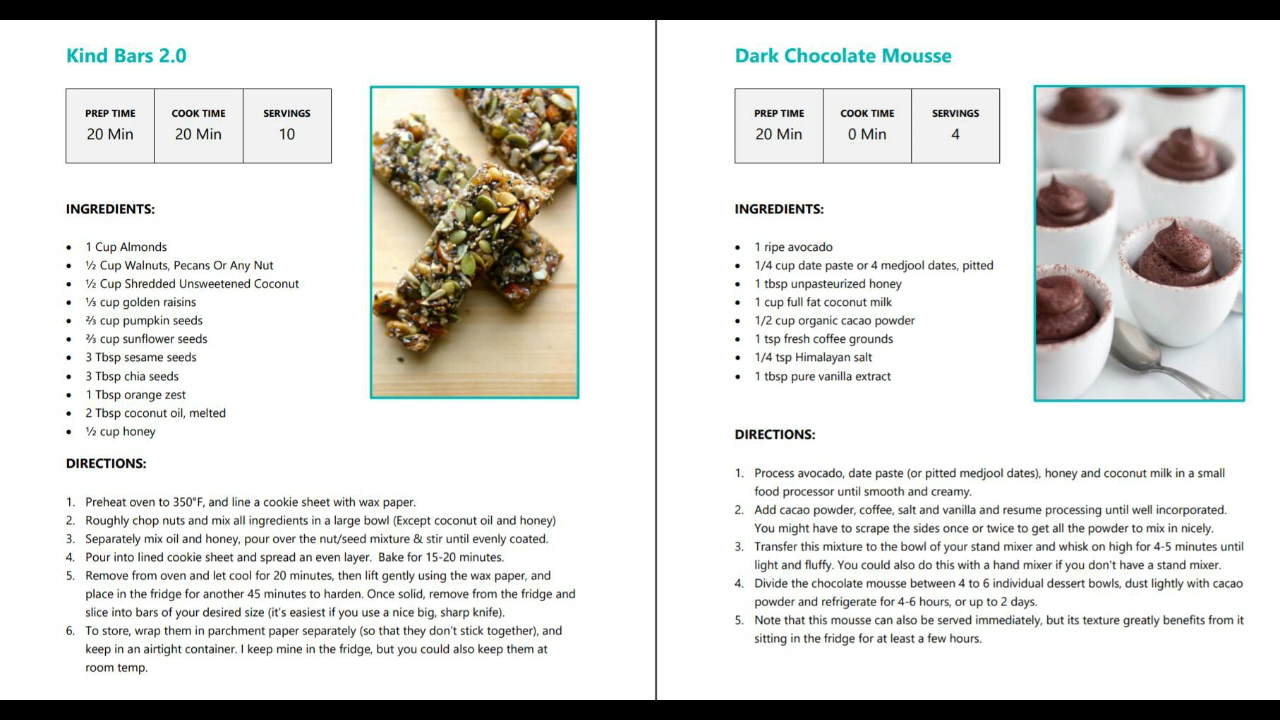 Kind Bars 2.0
PREP TIME
20 Min
COOK TIME
20 Min
SERVINGS
10
INGREDIENTS:
• 1 Cup Almonds
• ½ Cup Walnuts, Pecans Or Any Nut
• ½ Cup Shredded Unsweetened Coconut
• ⅓ cup golden raisins
• ⅔ cup pumpkin seeds
• ⅔ cup sunflower seeds
• 3 Tbsp sesame seeds
• 3 Tbsp chia seeds
• 1 Tbsp orange zest
• 2 Tbsp coconut oil, melted
• ½ cup honey
DIRECTIONS:
1. Preheat oven to 350°F, and line a cookie sheet with wax paper.
2. Roughly chop nuts and mix all ingredients in a large bowl (Except coconut oil and honey)
3. Separately mix oil and honey, pour over the nut/seed mixture & stir until evenly coated.
4. Pour into lined cookie sheet and spread an even layer. Bake for 15-20 minutes.
5. Remove from oven and let cool for 20 minutes, then lift gently using the wax paper, and
place in the fridge for another 45 minutes to harden. Once solid, remove from the fridge and
slice into bars of your desired size (it's easiest if you use a nice big, sharp knife).
6. To store, wrap them in parchment paper separately (so that they don't stick together), and
keep in an airtight container. I keep mine in the fridge, but you could also keep them at
room temp.
Dark Chocolate Mousse
PREP TIME
20 Min
COOK TIME
0 Min
SERVINGS
4
INGREDIENTS:
• 1 ripe avocado
• 1/4 cup date paste or 4 medjool dates, pitted
• 1 tbsp unpasteurized honey
• 1 cup full fat coconut milk
• 1/2 cup organic cacao powder
• 1 tsp fresh coffee grounds
• 1/4 tsp Himalayan salt
• 1 tbsp pure vanilla extract
DIRECTIONS:
1. Process avocado, date paste (or pitted medjool dates), honey and coconut milk in a small
food processor until smooth and creamy.
2. Add cacao powder, coffee, salt and vanilla and resume processing until well incorporated.
You might have to scrape the sides once or twice to get all the powder to mix in nicely.
3. Transfer this mixture to the bowl of your stand mixer and whisk on high for 4-5 minutes until
light and fluffy. You could also do this with a hand mixer if you don't have a stand mixer.
4. Divide the chocolate mousse between 4 to 6 individual dessert bowls, dust lightly with cacao
powder and refrigerate for 4-6 hours, or up to 2 days.
5. Note that this mousse can also be served immediately, but its texture greatly benefits from it
sitting in the fridge for at least a few hours.